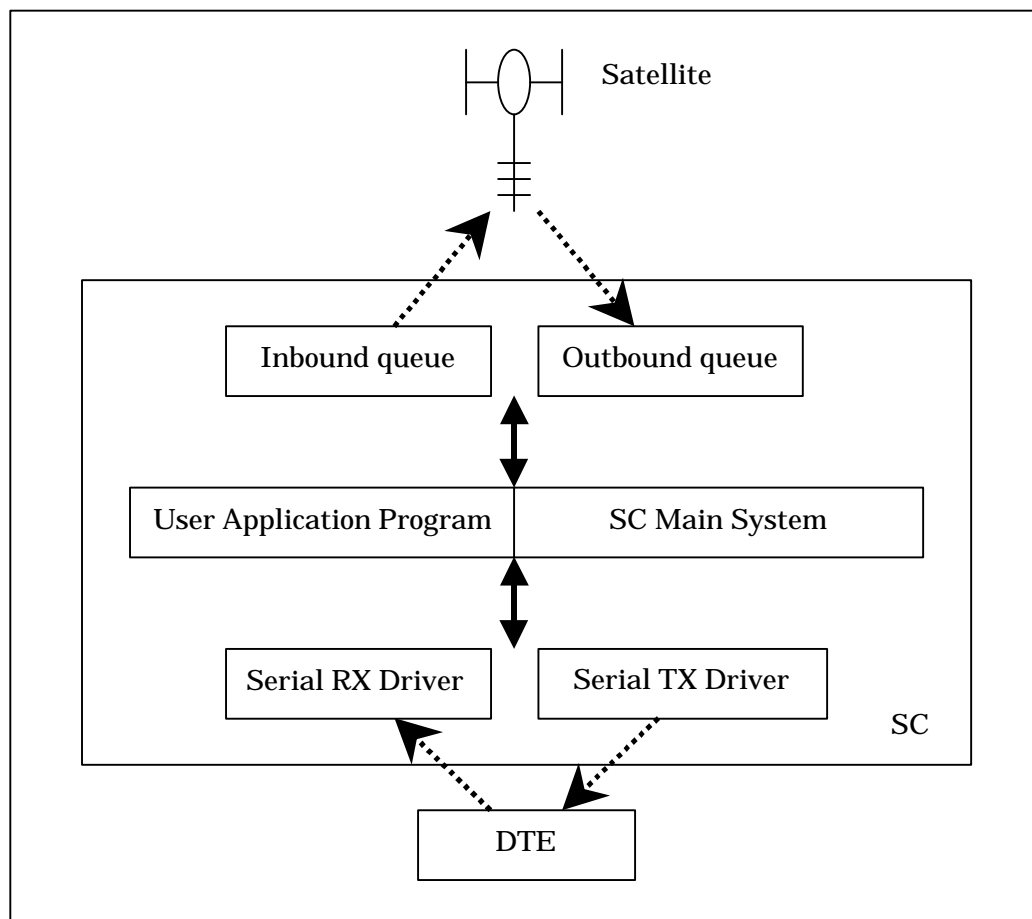 Satellite
Inbound queue
Outbound queue
User Application Program
SC Main System
Serial RX Driver
Serial TX Driver
SC
DTE